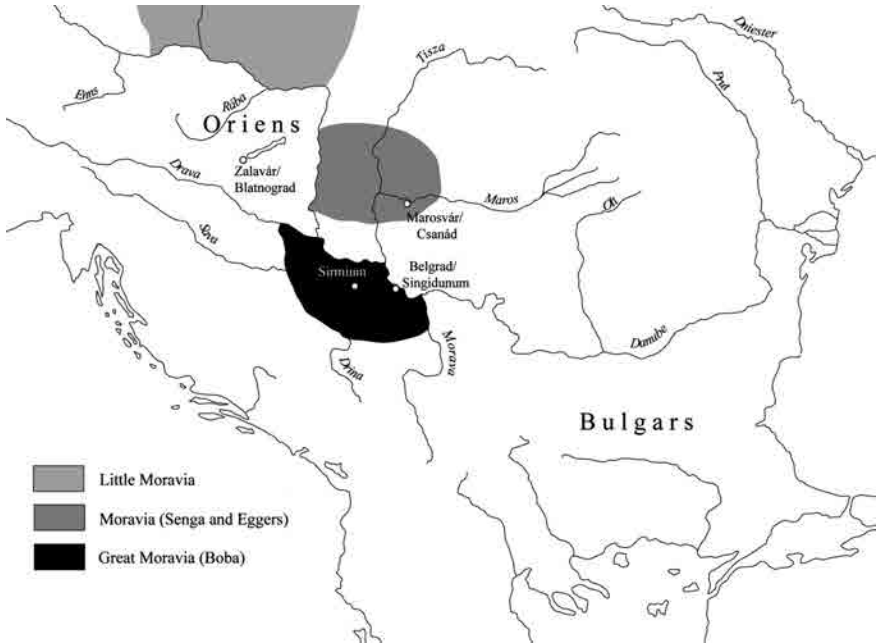 Dniester
Tisza
Prut
Enns
Rába
Oriens
Zalavár/
Blatnograd
Drava
Maros
Marosvár/
Csanád
Olt
Sava
Sirmium
Belgrad/
Singidunum
Danube
Drina
Morava
Bulgars
Little Moravia
Moravia (Senga and Eggers)
Great Moravia (Boba)